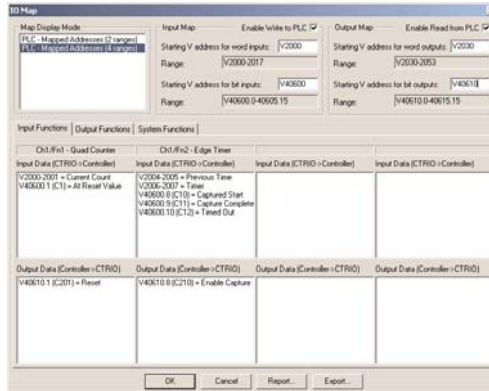 IO Map
Map Display Mode
PLC - Mapped Addresses (2 ranges)
PLC - Mapped Addresses (4 ranges)
Input Map Enable Write to PLC
Starting V address for word inputs: V2000
Range: V2000-2017
Starting V address for bit inputs: V40600
Range: V40600.0-40605.15
Output Map Enable Read from PLC
Starting V address for word outputs: V2030
Range: V2030-2053
Starting V address for bit outputs: V40610
Range: V40610.0-40615.15
Input Functions Output Functions System Functions
Ch1/Fn1 - Quad Counter Ch1/Fn2 - Edge Timer
Input Data (CTRIO->Controller) Input Data (CTRIO->Controller) Input Data (CTRIO->Controller) Input Data (CTRIO->Controller)
V2000-2001 = Current Count
V40600.1 (C1) = At Reset Value
V2004-2005 = Previous Time
V2006-2007 = Timer
V40600.8 (C10) = Captured Start
V40600.9 (C11) = Capture Complete
V40600.10 (C12) = Timed Out
Output Data (Controller->CTRIO) Output Data (Controller->CTRIO) Output Data (Controller->CTRIO) Output Data (Controller->CTRIO)
V40610.1 (C201) = Reset
V40610.8 (C210) = Enable Capture
OK Cancel Report... Export...